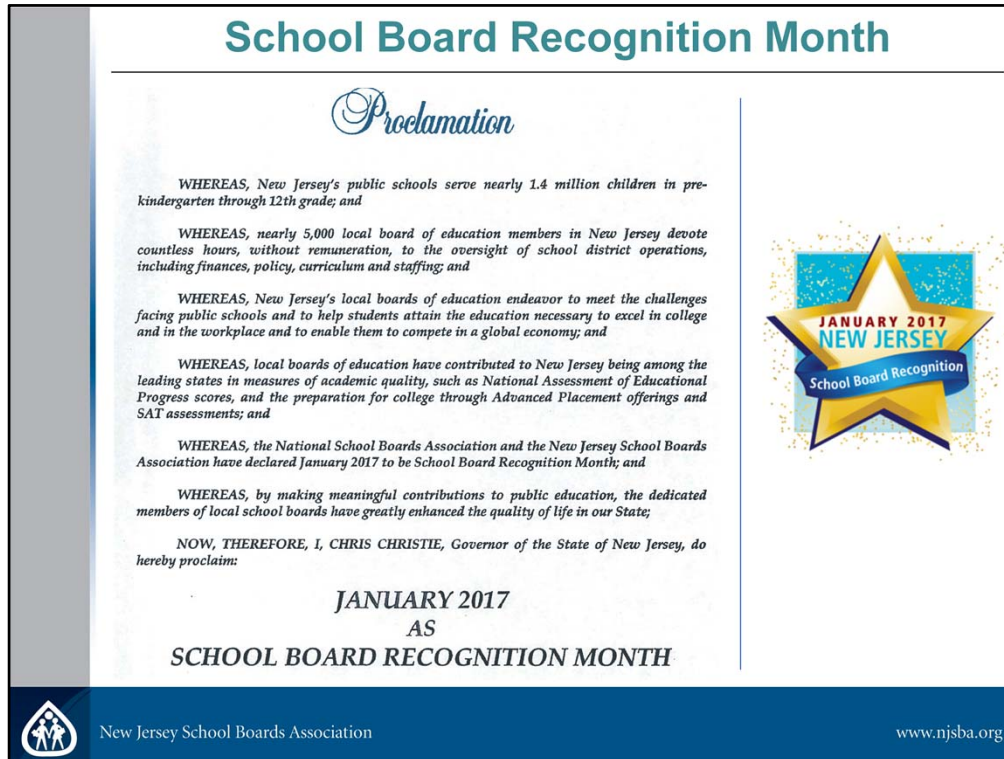 School Board Recognition Month
Proclamation
WHEREAS, New Jersey's public schools serve nearly 1.4 million children in pre-
kindergarten through 12th grade; and
WHEREAS, nearly 5,000 local board of education members in New Jersey devote
countless hours, without remuneration, to the oversight of school district operations,
including finances, policy, curriculum and staffing; and
WHEREAS, New Jersey's local boards of education endeavor to meet the challenges
facing public schools and to help students attain the education necessary to excel in college
and in the workplace and to enable them to compete in a global economy; and
WHEREAS, local boards of education have contributed to New Jersey being among the
leading states in measures of academic quality, such as National Assessment of Educational
Progress scores, and the preparation for college through Advanced Placement offerings and
SAT assessments; and
WHEREAS, the National School Boards Association and the New Jersey School Boards
Association have declared January 2017 to be School Board Recognition Month; and
WHEREAS, by making meaningful contributions to public education, the dedicated
members of local school boards have greatly enhanced the quality of life in our State;
NOW, THEREFORE, I, CHRIS CHRISTIE, Governor of the State of New Jersey, do
hereby proclaim:
JANUARY 2017
AS
SCHOOL BOARD RECOGNITION MONTH
JANUARY 2017
NEW JERSEY
School Board Recognition
New Jersey School Boards Association
www.njsba.org